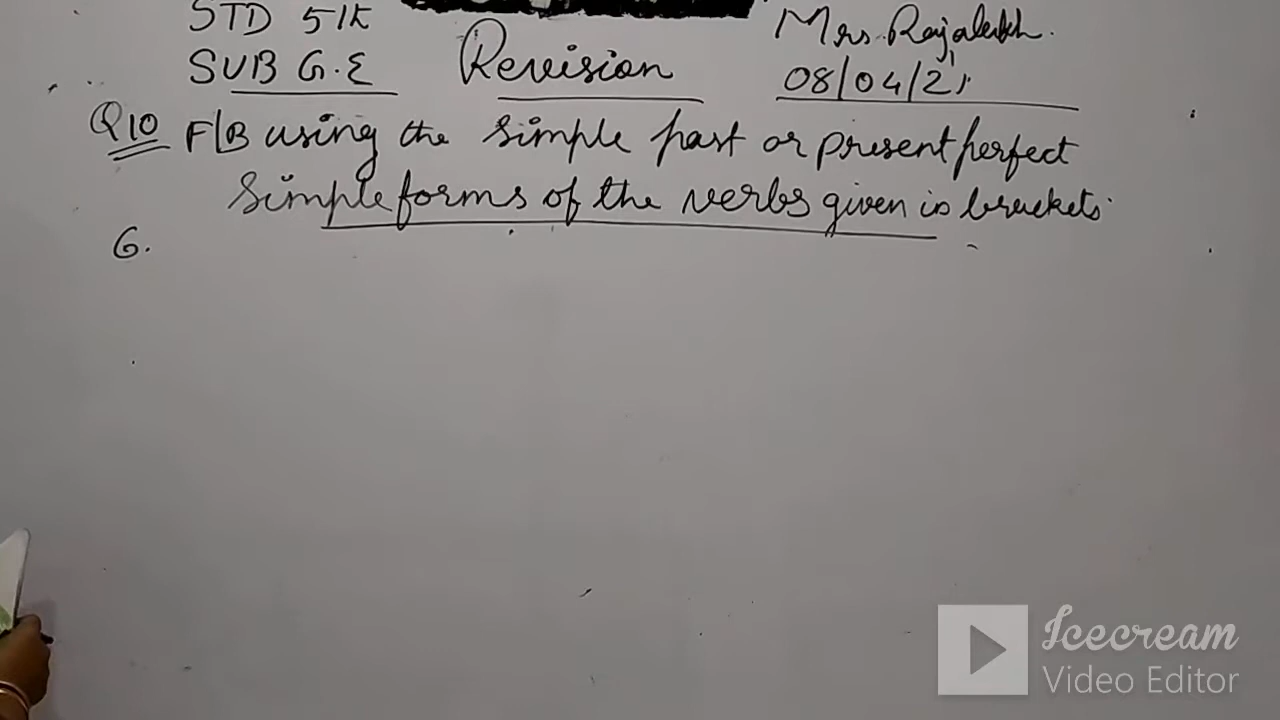 STD 5th
SUB G.E
Revision
Mrs. Rajalekh.
08/04/21
Q10 F/B using the simple past or present perfect
simple forms of the verbs given in brackets.
6.
Icecream
Video Editor